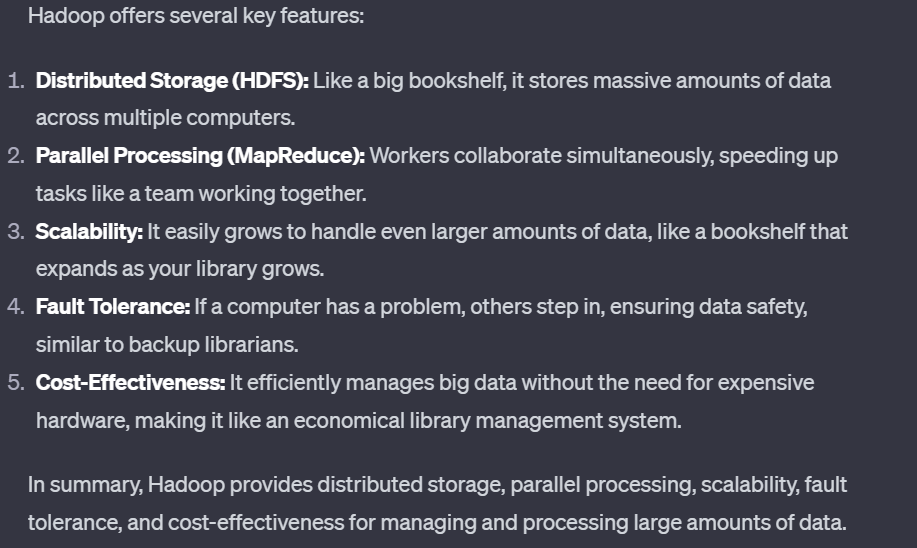 Hadoop offers several key features:
1. Distributed Storage (HDFS): Like a big bookshelf, it stores massive amounts of data
across multiple computers.
2. Parallel Processing (MapReduce): Workers collaborate simultaneously, speeding up
tasks like a team working together.
3. Scalability: It easily grows to handle even larger amounts of data, like a bookshelf that
expands as your library grows.
4. Fault Tolerance: If a computer has a problem, others step in, ensuring data safety,
similar to backup librarians.
5. Cost-Effectiveness: It efficiently manages big data without the need for expensive
hardware, making it like an economical library management system.
In summary, Hadoop provides distributed storage, parallel processing, scalability, fault
tolerance, and cost-effectiveness for managing and processing large amounts of data.